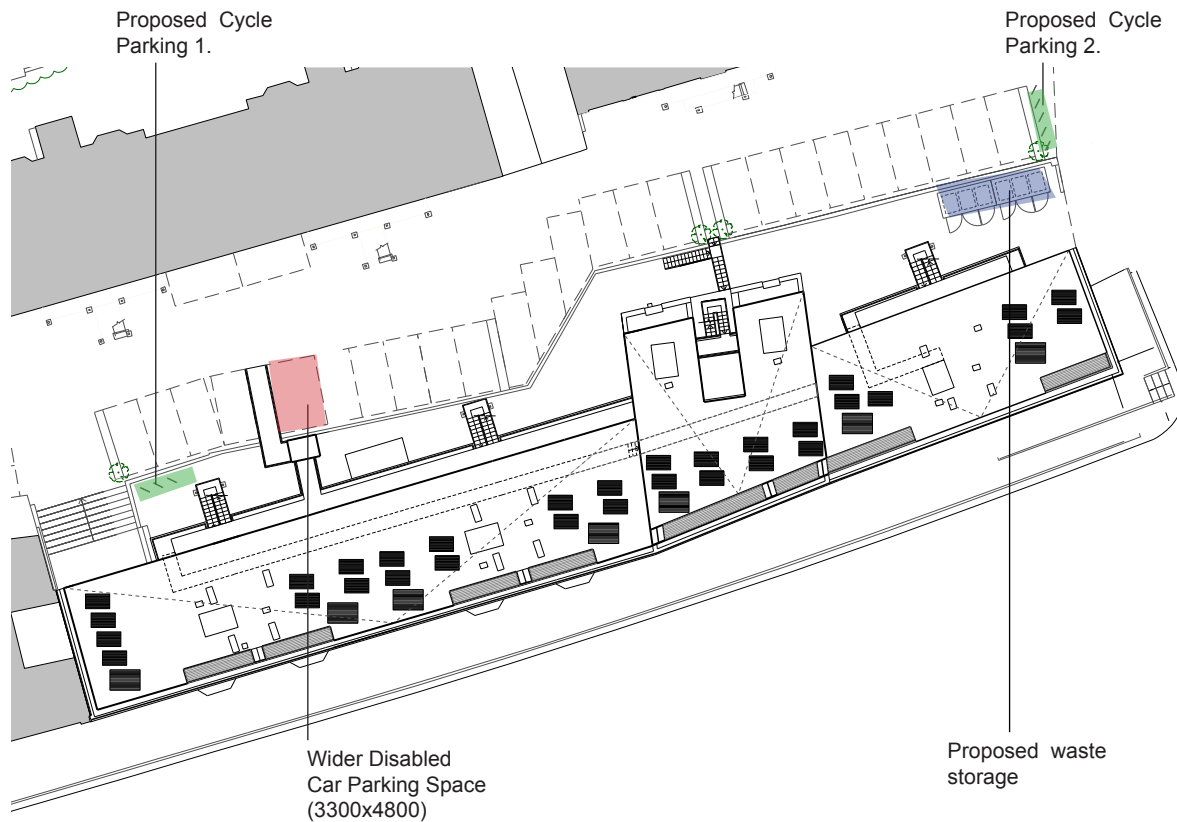 Proposed Cycle
Parking 1.
Proposed Cycle
Parking 2.
Wider Disabled
Car Parking Space
(3300x4800)
Proposed waste
storage